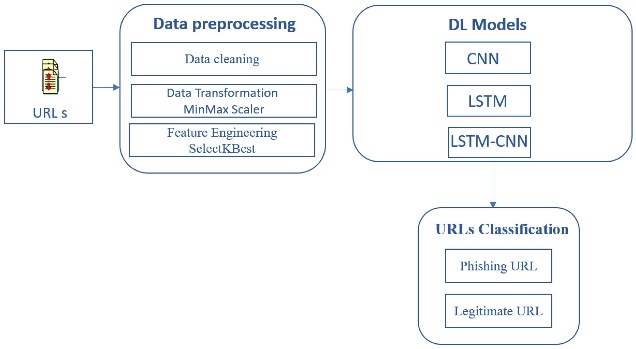 URL s
Data preprocessing
Data cleaning
Data Transformation
MinMax Scaler
Feature Engineering
SelectKBest
DL Models
CNN
LSTM
LSTM-CNN
URLs Classification
Phishing URL
Legitimate URL